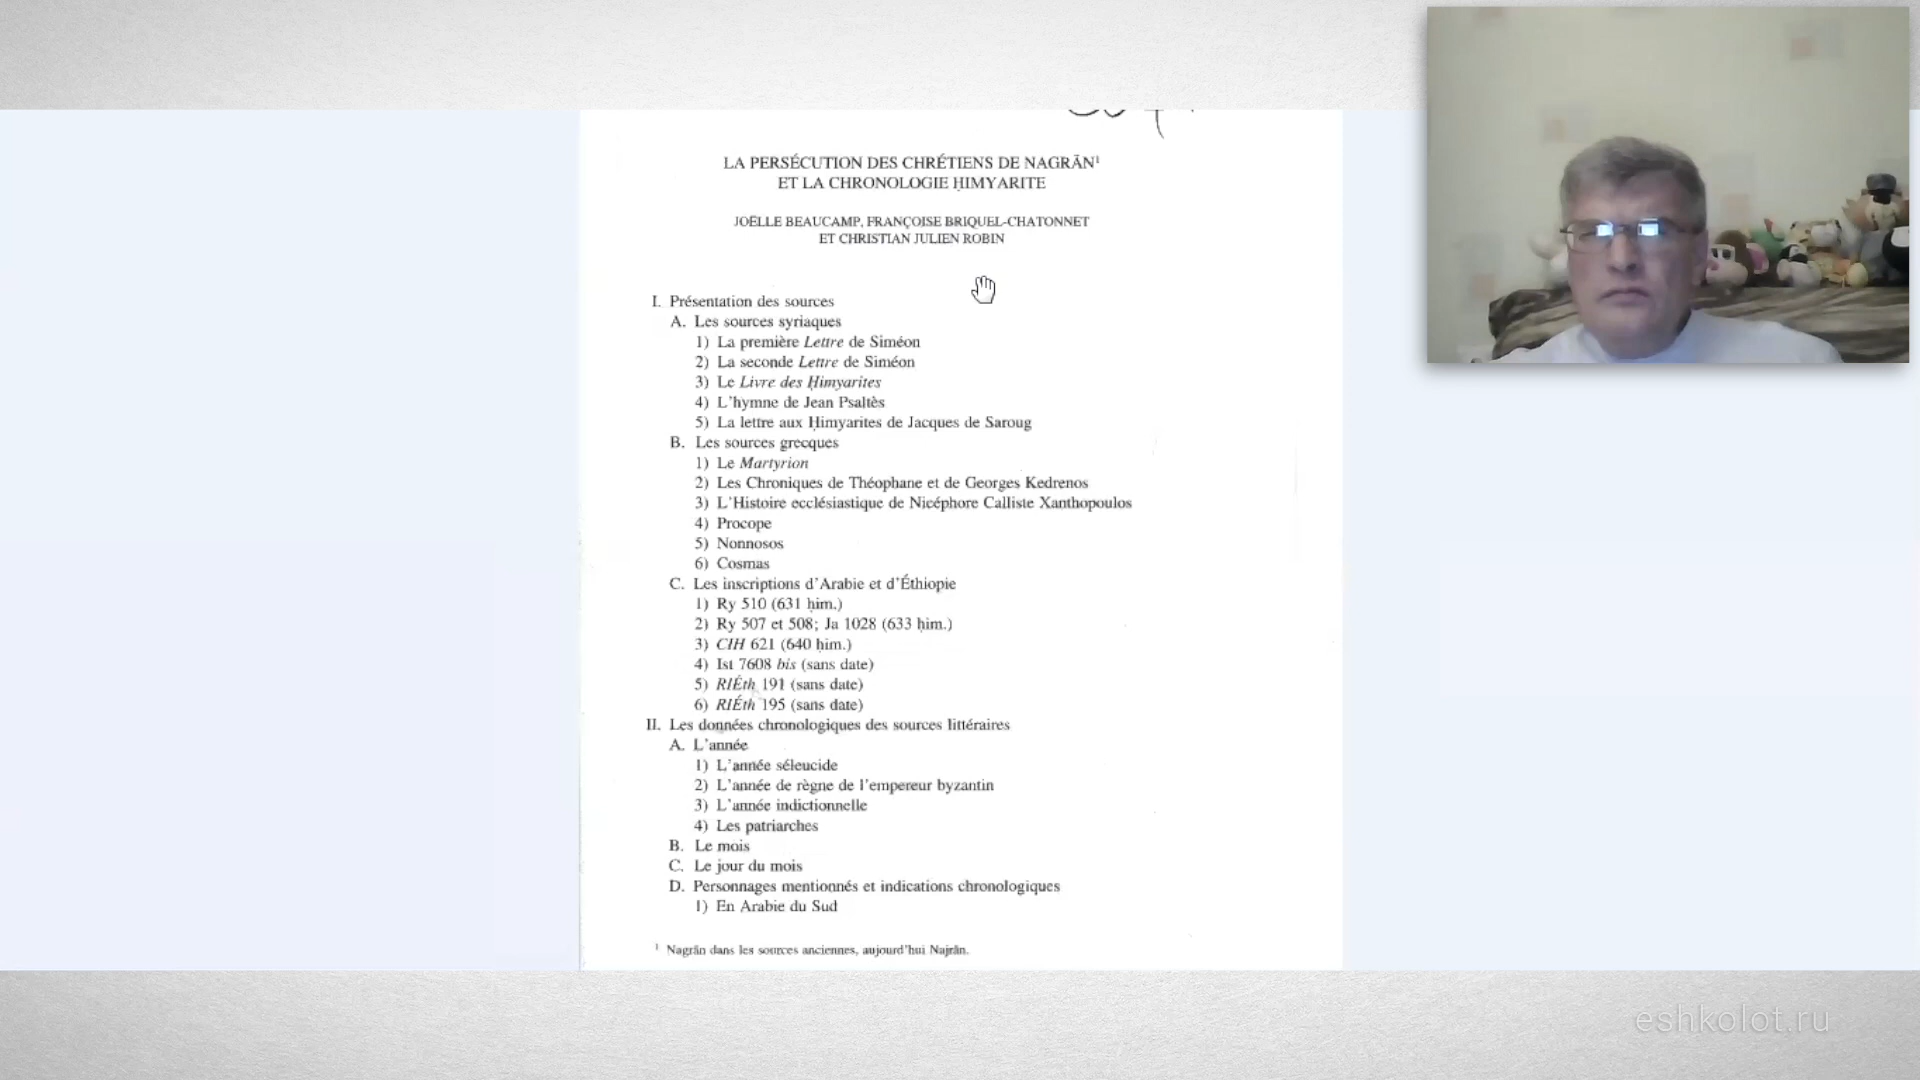 LA PERSÉCUTION DES CHRÉTIENS DE NAGRĀN¹
ET LA CHRONOLOGIE ḤIMYARITE
JOËLLE BEAUCAMP, FRANÇOISE BRIQUEL-CHATONNET
ET CHRISTIAN JULIEN ROBIN
I. Présentation des sources
A. Les sources syriaques
1) La première Lettre de Siméon
2) La seconde Lettre de Siméon
3) Le Livre des Ḥimyarites
4) L'hymne de Jean Psaltès
5) La lettre aux Ḥimyarites de Jacques de Saroug
B. Les sources grecques
1) Le Martyrion
2) Les Chroniques de Théophane et de Georges Kedrenos
3) L'Histoire ecclésiastique de Nicéphore Calliste Xanthopoulos
4) Procope
5) Nonnosos
6) Cosmas
C. Les inscriptions d'Arabie et d'Éthiopie
1) Ry 510 (631 ḥim.)
2) Ry 507 et 508; Ja 1028 (633 ḥim.)
3) CIH 621 (640 ḥim.)
4) Ist 7608 bis (sans date)
5) RIÉth 191 (sans date)
6) RIÉth 195 (sans date)
II. Les données chronologiques des sources littéraires
A. L'année
1) L'année séleucide
2) L'année de règne de l'empereur byzantin
3) L'année indictionnelle
4) Les patriarches
B. Le mois
C. Le jour du mois
D. Personnages mentionnés et indications chronologiques
1) En Arabie du Sud
¹ Nagrān dans les sources anciennes, aujourd'hui Najrān.
eshkolot.ru